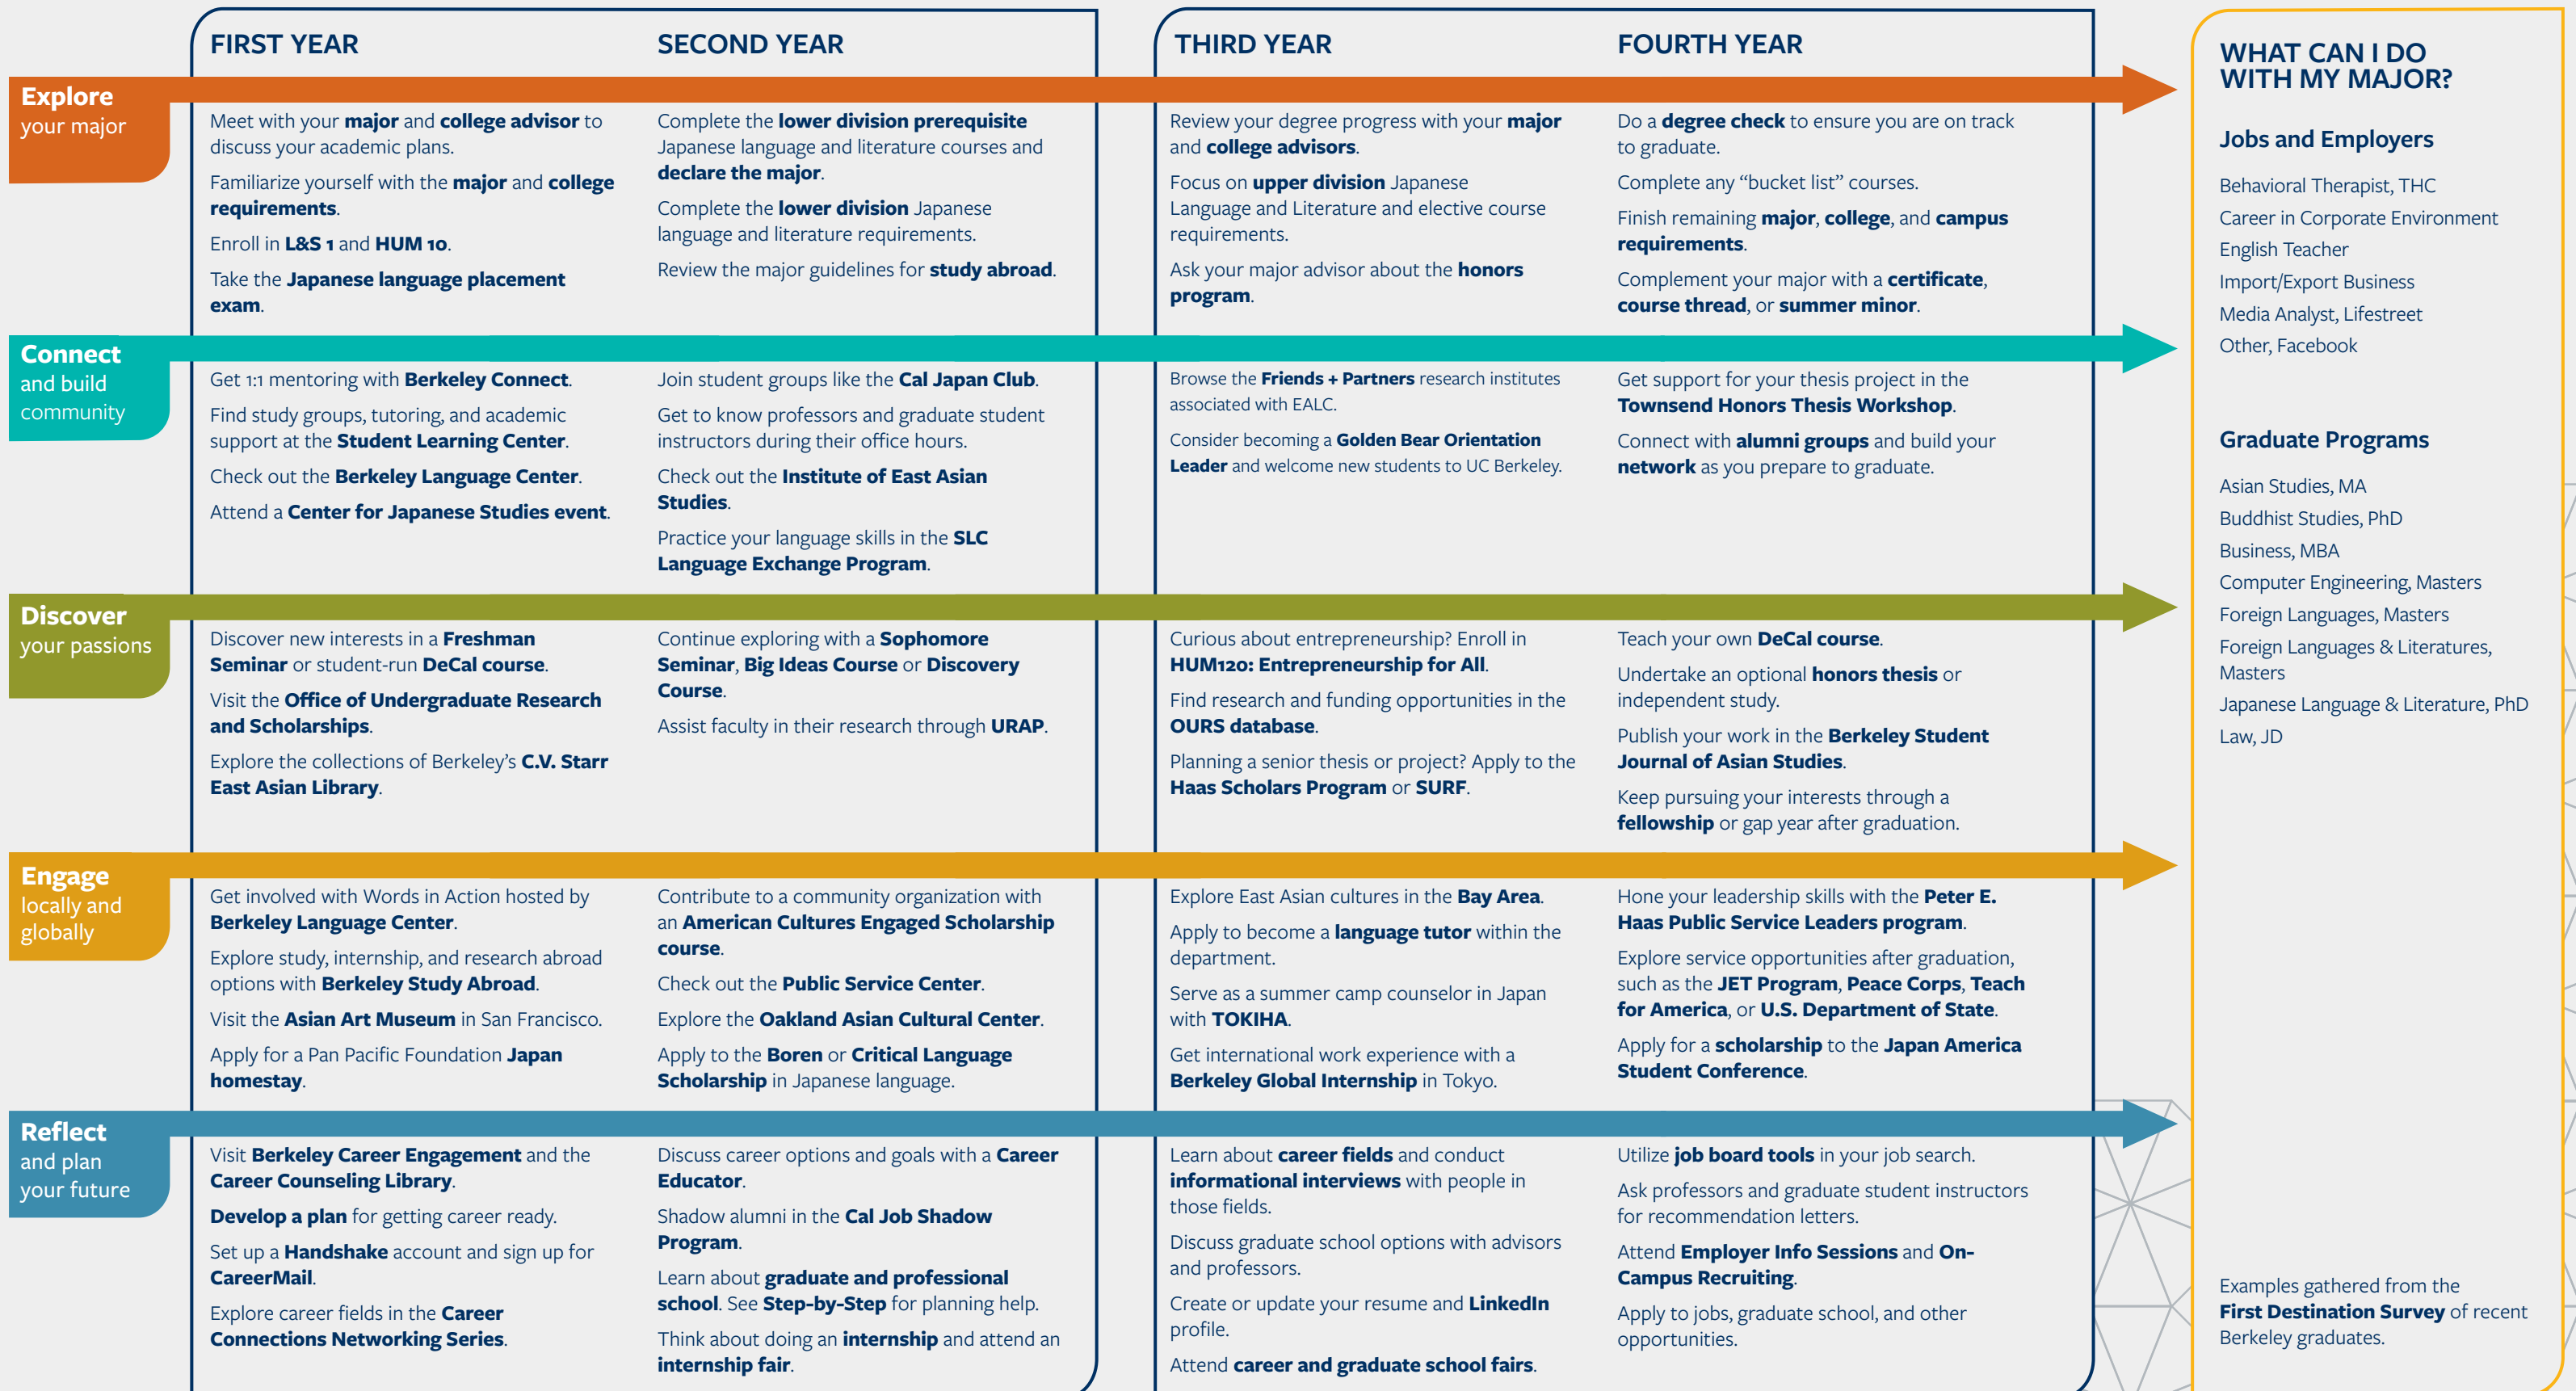 FIRST YEAR
SECOND YEAR
THIRD YEAR
FOURTH YEAR
Explore
your major
Meet with your major and college advisor to
discuss your academic plans.
Familiarize yourself with the major and college
requirements.
Enroll in L&S 1 and HUM 10.
Take the Japanese language placement
exam.
Complete the lower division prerequisite
Japanese language and literature courses and
declare the major.
Complete the lower division Japanese
language and literature requirements.
Review the major guidelines for study abroad.
Review your degree progress with your major
and college advisors.
Focus on upper division Japanese
Language and Literature and elective course
requirements.
Ask your major advisor about the honors
program.
Do a degree check to ensure you are on track
to graduate.
Complete any “bucket list” courses.
Finish remaining major, college, and campus
requirements.
Complement your major with a certificate,
course thread, or summer minor.
Connect
and build
community
Get 1:1 mentoring with Berkeley Connect.
Find study groups, tutoring, and academic
support at the Student Learning Center.
Check out the Berkeley Language Center.
Attend a Center for Japanese Studies event.
Join student groups like the Cal Japan Club.
Get to know professors and graduate student
instructors during their office hours.
Check out the Institute of East Asian
Studies.
Practice your language skills in the SLC
Language Exchange Program.
Browse the Friends + Partners research institutes
associated with EALC.
Consider becoming a Golden Bear Orientation
Leader and welcome new students to UC Berkeley.
Get support for your thesis project in the
Townsend Honors Thesis Workshop.
Connect with alumni groups and build your
network as you prepare to graduate.
Discover
your passions
Discover new interests in a Freshman
Seminar or student-run DeCal course.
Visit the Office of Undergraduate Research
and Scholarships.
Explore the collections of Berkeley’s C.V. Starr
East Asian Library.
Continue exploring with a Sophomore
Seminar, Big Ideas Course or Discovery
Course.
Assist faculty in their research through URAP.
Curious about entrepreneurship? Enroll in
HUM120: Entrepreneurship for All.
Find research and funding opportunities in the
OURS database.
Planning a senior thesis or project? Apply to the
Haas Scholars Program or SURF.
Teach your own DeCal course.
Undertake an optional honors thesis or
independent study.
Publish your work in the Berkeley Student
Journal of Asian Studies.
Keep pursuing your interests through a
fellowship or gap year after graduation.
Engage
locally and
globally
Get involved with Words in Action hosted by
Berkeley Language Center.
Explore study, internship, and research abroad
options with Berkeley Study Abroad.
Visit the Asian Art Museum in San Francisco.
Apply for a Pan Pacific Foundation Japan
homestay.
Contribute to a community organization with
an American Cultures Engaged Scholarship
course.
Check out the Public Service Center.
Explore the Oakland Asian Cultural Center.
Apply to the Boren or Critical Language
Scholarship in Japanese language.
Explore East Asian cultures in the Bay Area.
Apply to become a language tutor within the
department.
Serve as a summer camp counselor in Japan
with TOKIHA.
Get international work experience with a
Berkeley Global Internship in Tokyo.
Hone your leadership skills with the Peter E.
Haas Public Service Leaders program.
Explore service opportunities after graduation,
such as the JET Program, Peace Corps, Teach
for America, or U.S. Department of State.
Apply for a scholarship to the Japan America
Student Conference.
Reflect
and plan
your future
Visit Berkeley Career Engagement and the
Career Counseling Library.
Develop a plan for getting career ready.
Set up a Handshake account and sign up for
CareerMail.
Explore career fields in the Career
Connections Networking Series.
Discuss career options and goals with a Career
Educator.
Shadow alumni in the Cal Job Shadow
Program.
Learn about graduate and professional
school. See Step-by-Step for planning help.
Think about doing an internship and attend an
internship fair.
Learn about career fields and conduct
informational interviews with people in
those fields.
Discuss graduate school options with advisors
and professors.
Create or update your resume and LinkedIn
profile.
Attend career and graduate school fairs.
Utilize job board tools in your job search.
Ask professors and graduate student instructors
for recommendation letters.
Attend Employer Info Sessions and On-
Campus Recruiting.
Apply to jobs, graduate school, and other
opportunities.
WHAT CAN I DO
WITH MY MAJOR?
Jobs and Employers
Behavioral Therapist, THC
Career in Corporate Environment
English Teacher
Import/Export Business
Media Analyst, Lifestreet
Other, Facebook
Graduate Programs
Asian Studies, MA
Buddhist Studies, PhD
Business, MBA
Computer Engineering, Masters
Foreign Languages, Masters
Foreign Languages & Literatures,
Masters
Japanese Language & Literature, PhD
Law, JD
Examples gathered from the
First Destination Survey of recent
Berkeley graduates.